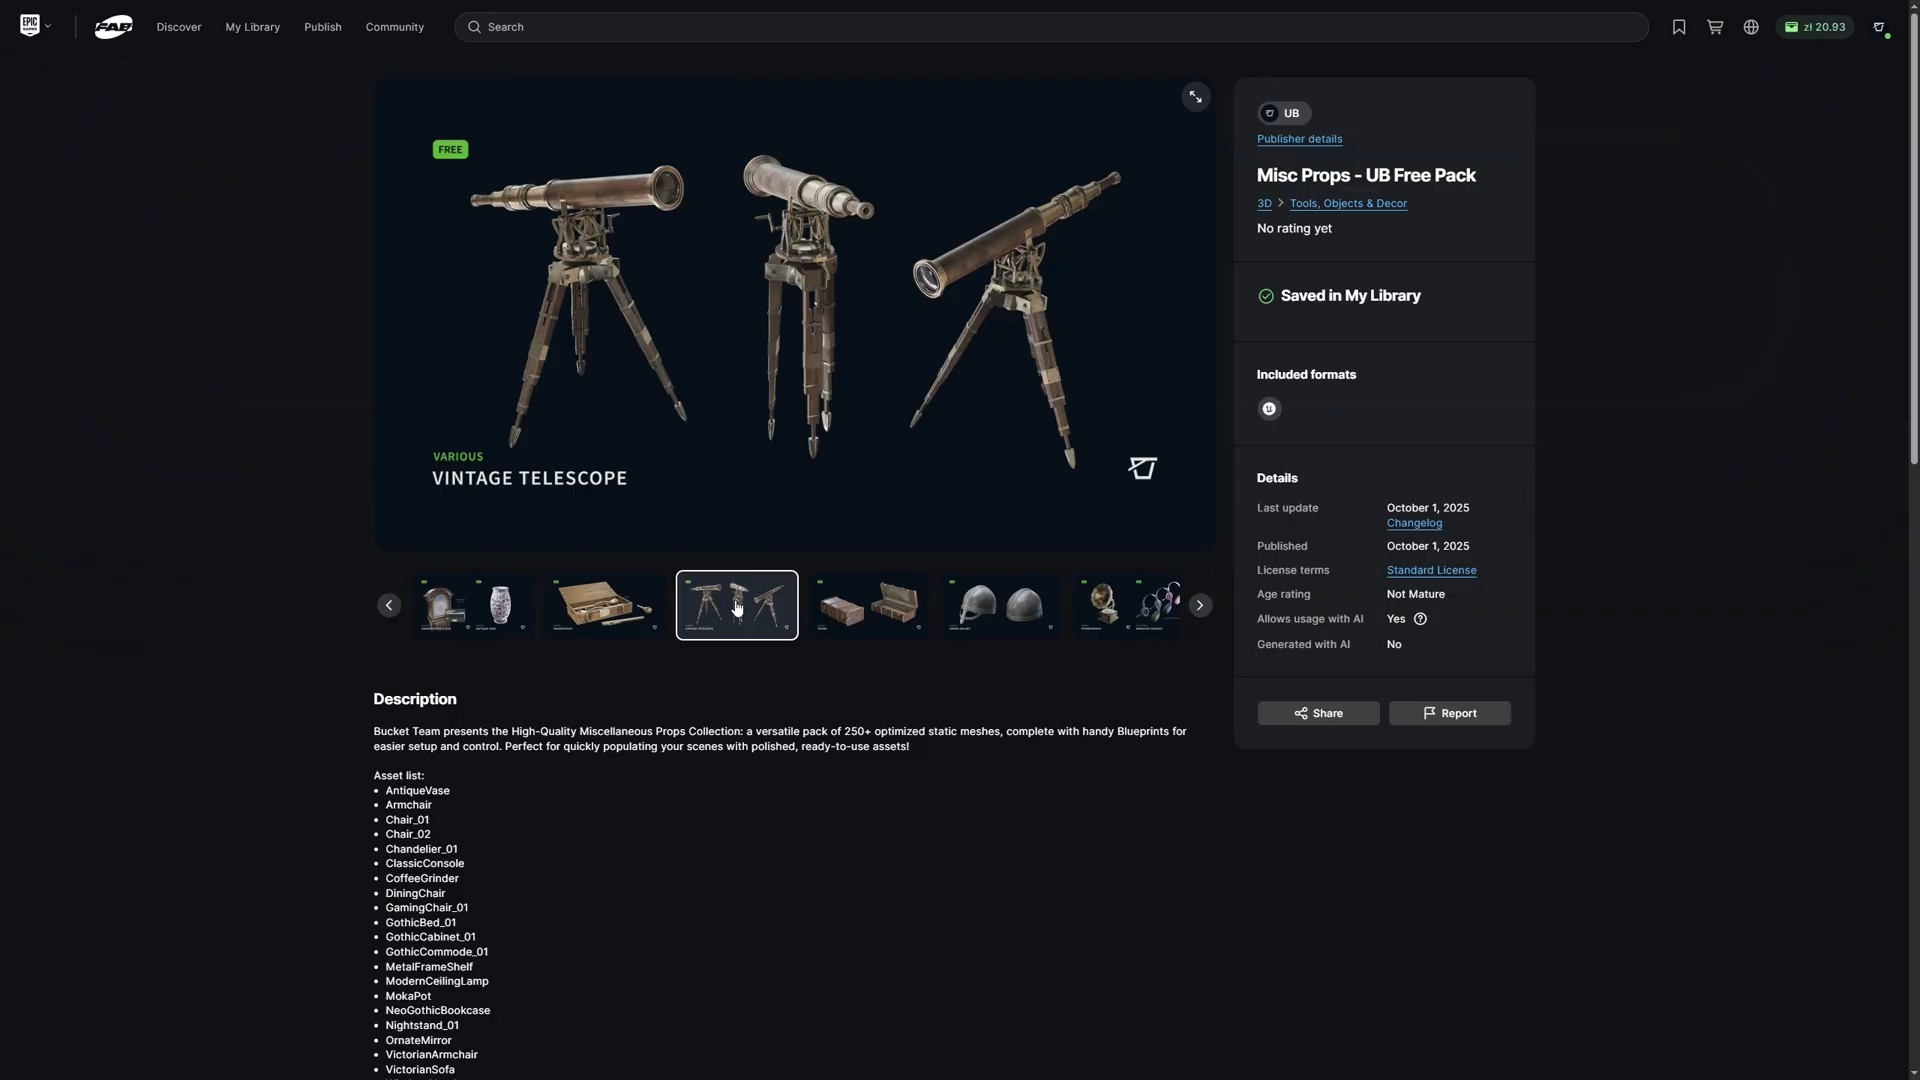 EPIC GAMES
FAB
Discover
My Library
Publish
Community
Search
zł 20.93
FREE
VARIOUS
VINTAGE TELESCOPE
UB
Publisher details
Misc Props - UB Free Pack
3D
Tools, Objects & Decor
No rating yet
Saved in My Library
Included formats
Details
Last update
October 1, 2025
Changelog
Published
October 1, 2025
License terms
Standard License
Age rating
Not Mature
Allows usage with AI
Yes
Generated with AI
No
Share
Report
Description
Bucket Team presents the High-Quality Miscellaneous Props Collection: a versatile pack of 250+ optimized static meshes, complete with handy Blueprints for
easier setup and control. Perfect for quickly populating your scenes with polished, ready-to-use assets!
Asset list:
• AntiqueVase
• Armchair
• Chair_01
• Chair_02
• Chandelier_01
• ClassicConsole
• CoffeeGrinder
• DiningChair
• GamingChair_01
• GothicBed_01
• GothicCabinet_01
• GothicCommode_01
• MetalFrameShelf
• ModernCeilingLamp
• MokaPot
• NeoGothicBookcase
• Nightstand_01
• OrnateMirror
• VictorianArmchair
• VictorianSofa